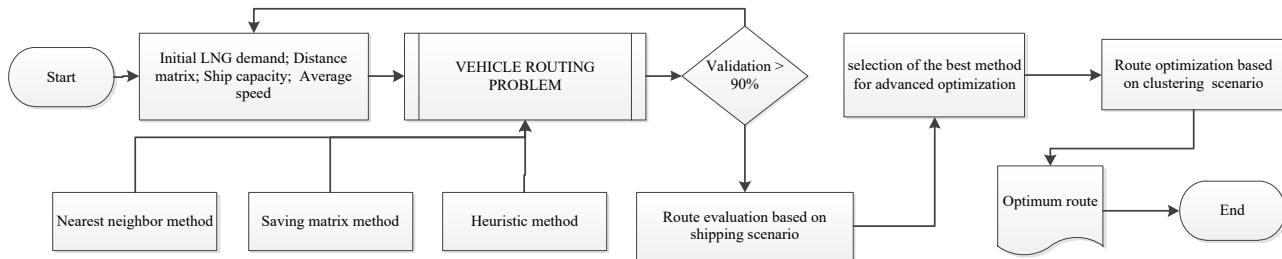 Start
Initial LNG demand; Distance
matrix; Ship capacity; Average
speed
VEHICLE ROUTING
PROBLEM
Validation >
90%
selection of the best method
for advanced optimization
Route optimization based
on clustering scenario
Nearest neighbor method
Saving matrix method
Heuristic method
Route evaluation based on
shipping scenario
Optimum route
End